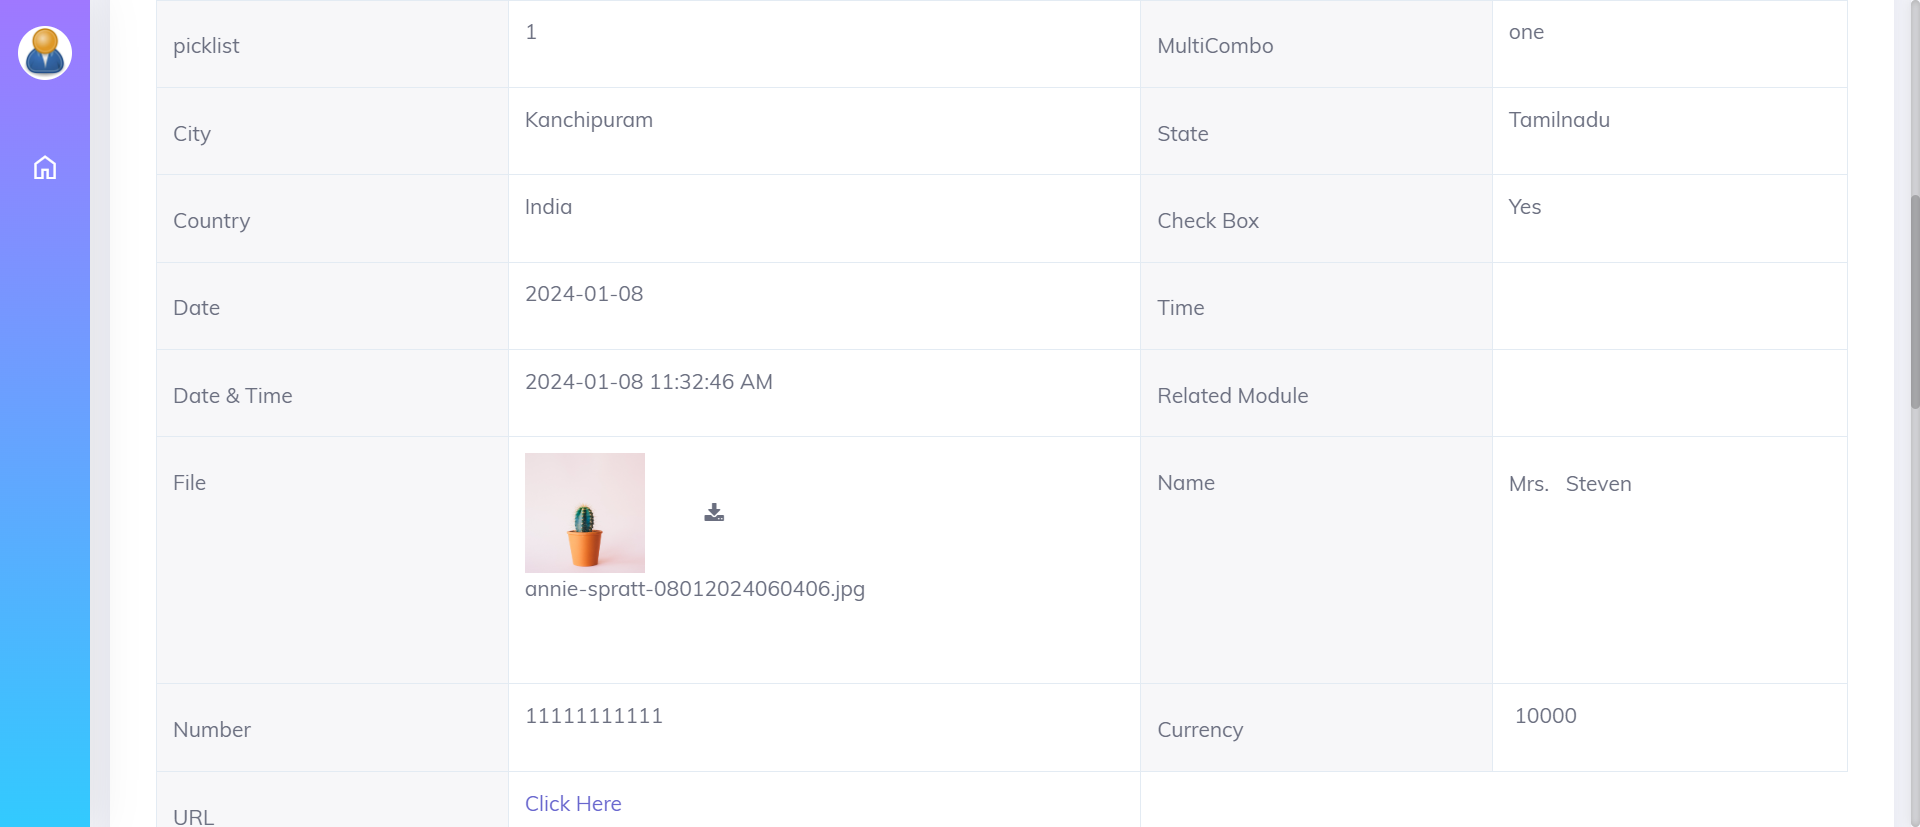 picklist
1
MultiCombo
one
City
Kanchipuram
State
Tamilnadu
Country
India
Check Box
Yes
Date
2024-01-08
Time
Date & Time
2024-01-08 11:32:46 AM
Related Module
File
annie-spratt-08012024060406.jpg
Name
Mrs. Steven
Number
11111111111
Currency
10000
URL
Click Here